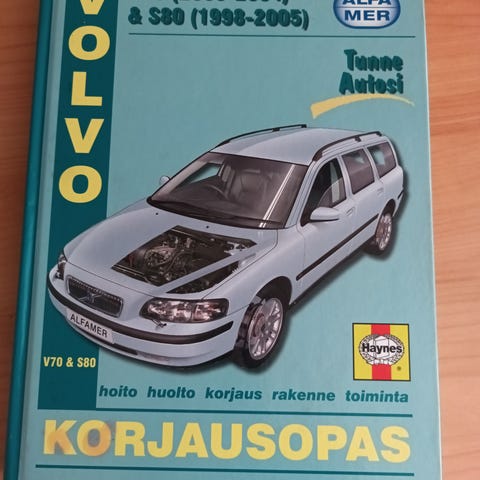 VOLVO
& S80 (1998-2005)
ALFA
MER
Tunne
Autosi
ALFAMER
V70 & S80
Haynes
hoito huolto korjaus rakenne toiminta
KORJAUSOPAS